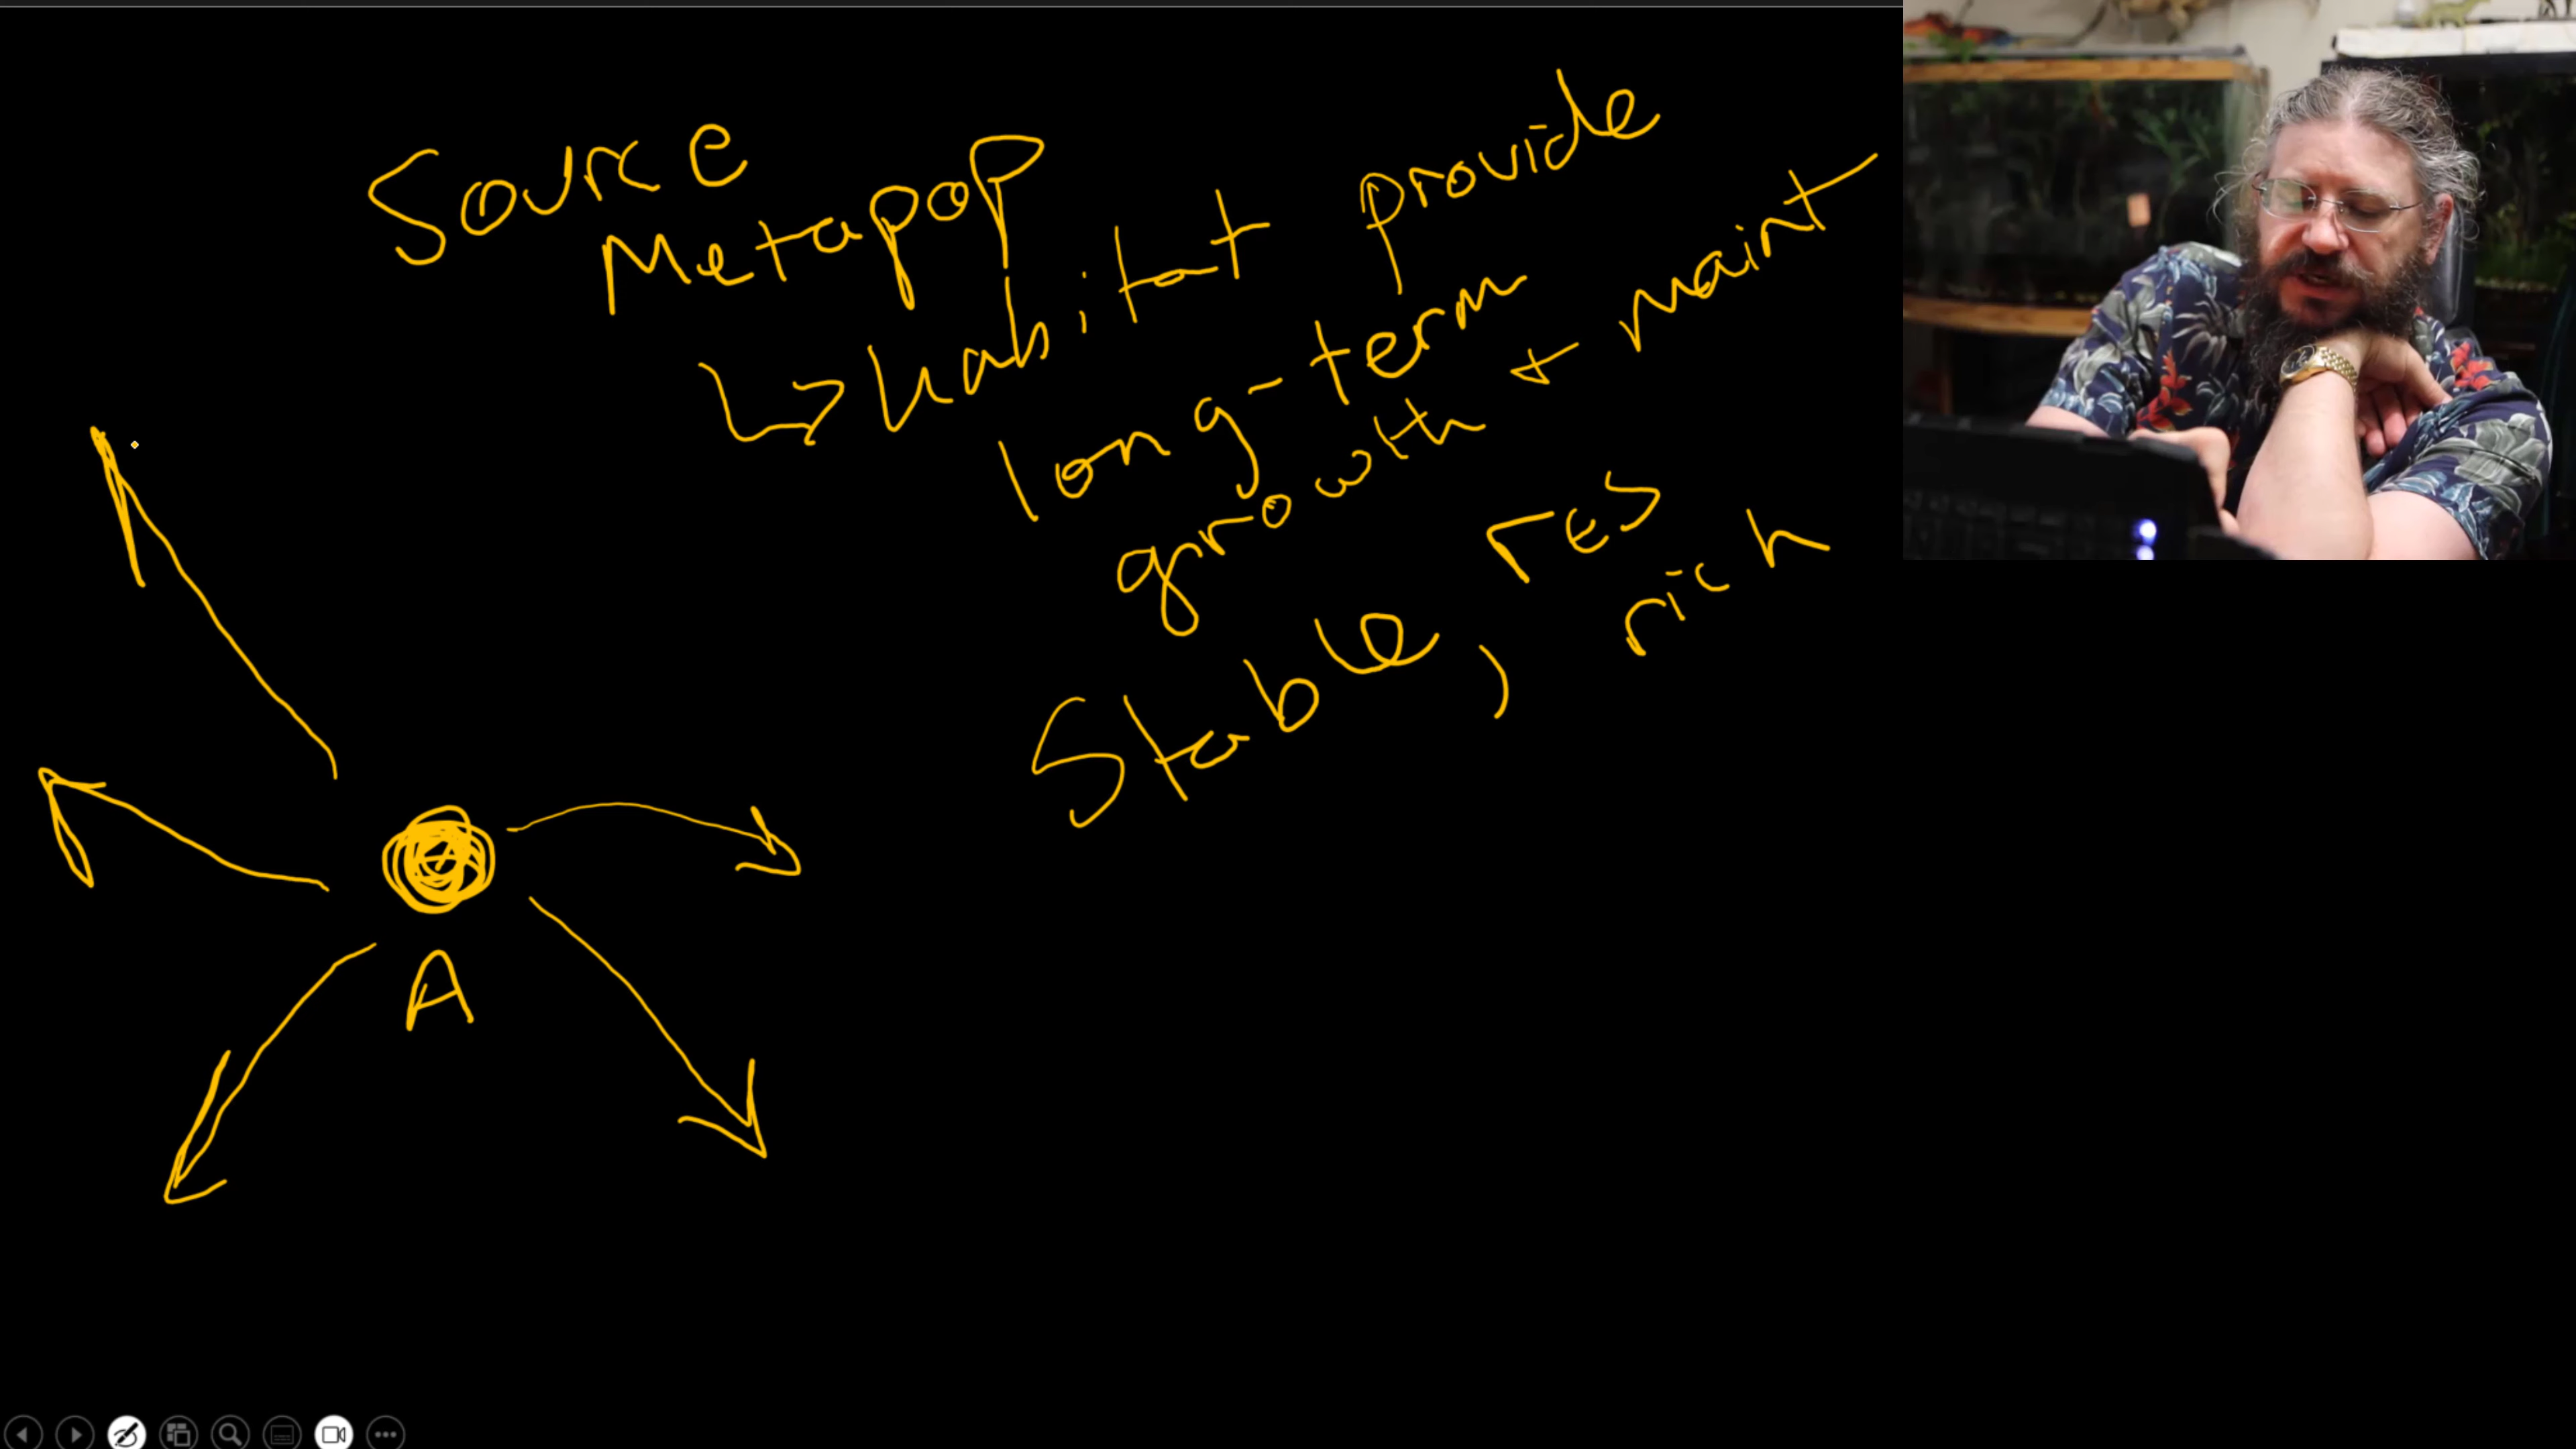 Source
Metapop
habitat provide
long-term
growth + maint
Stable, res
rich
A